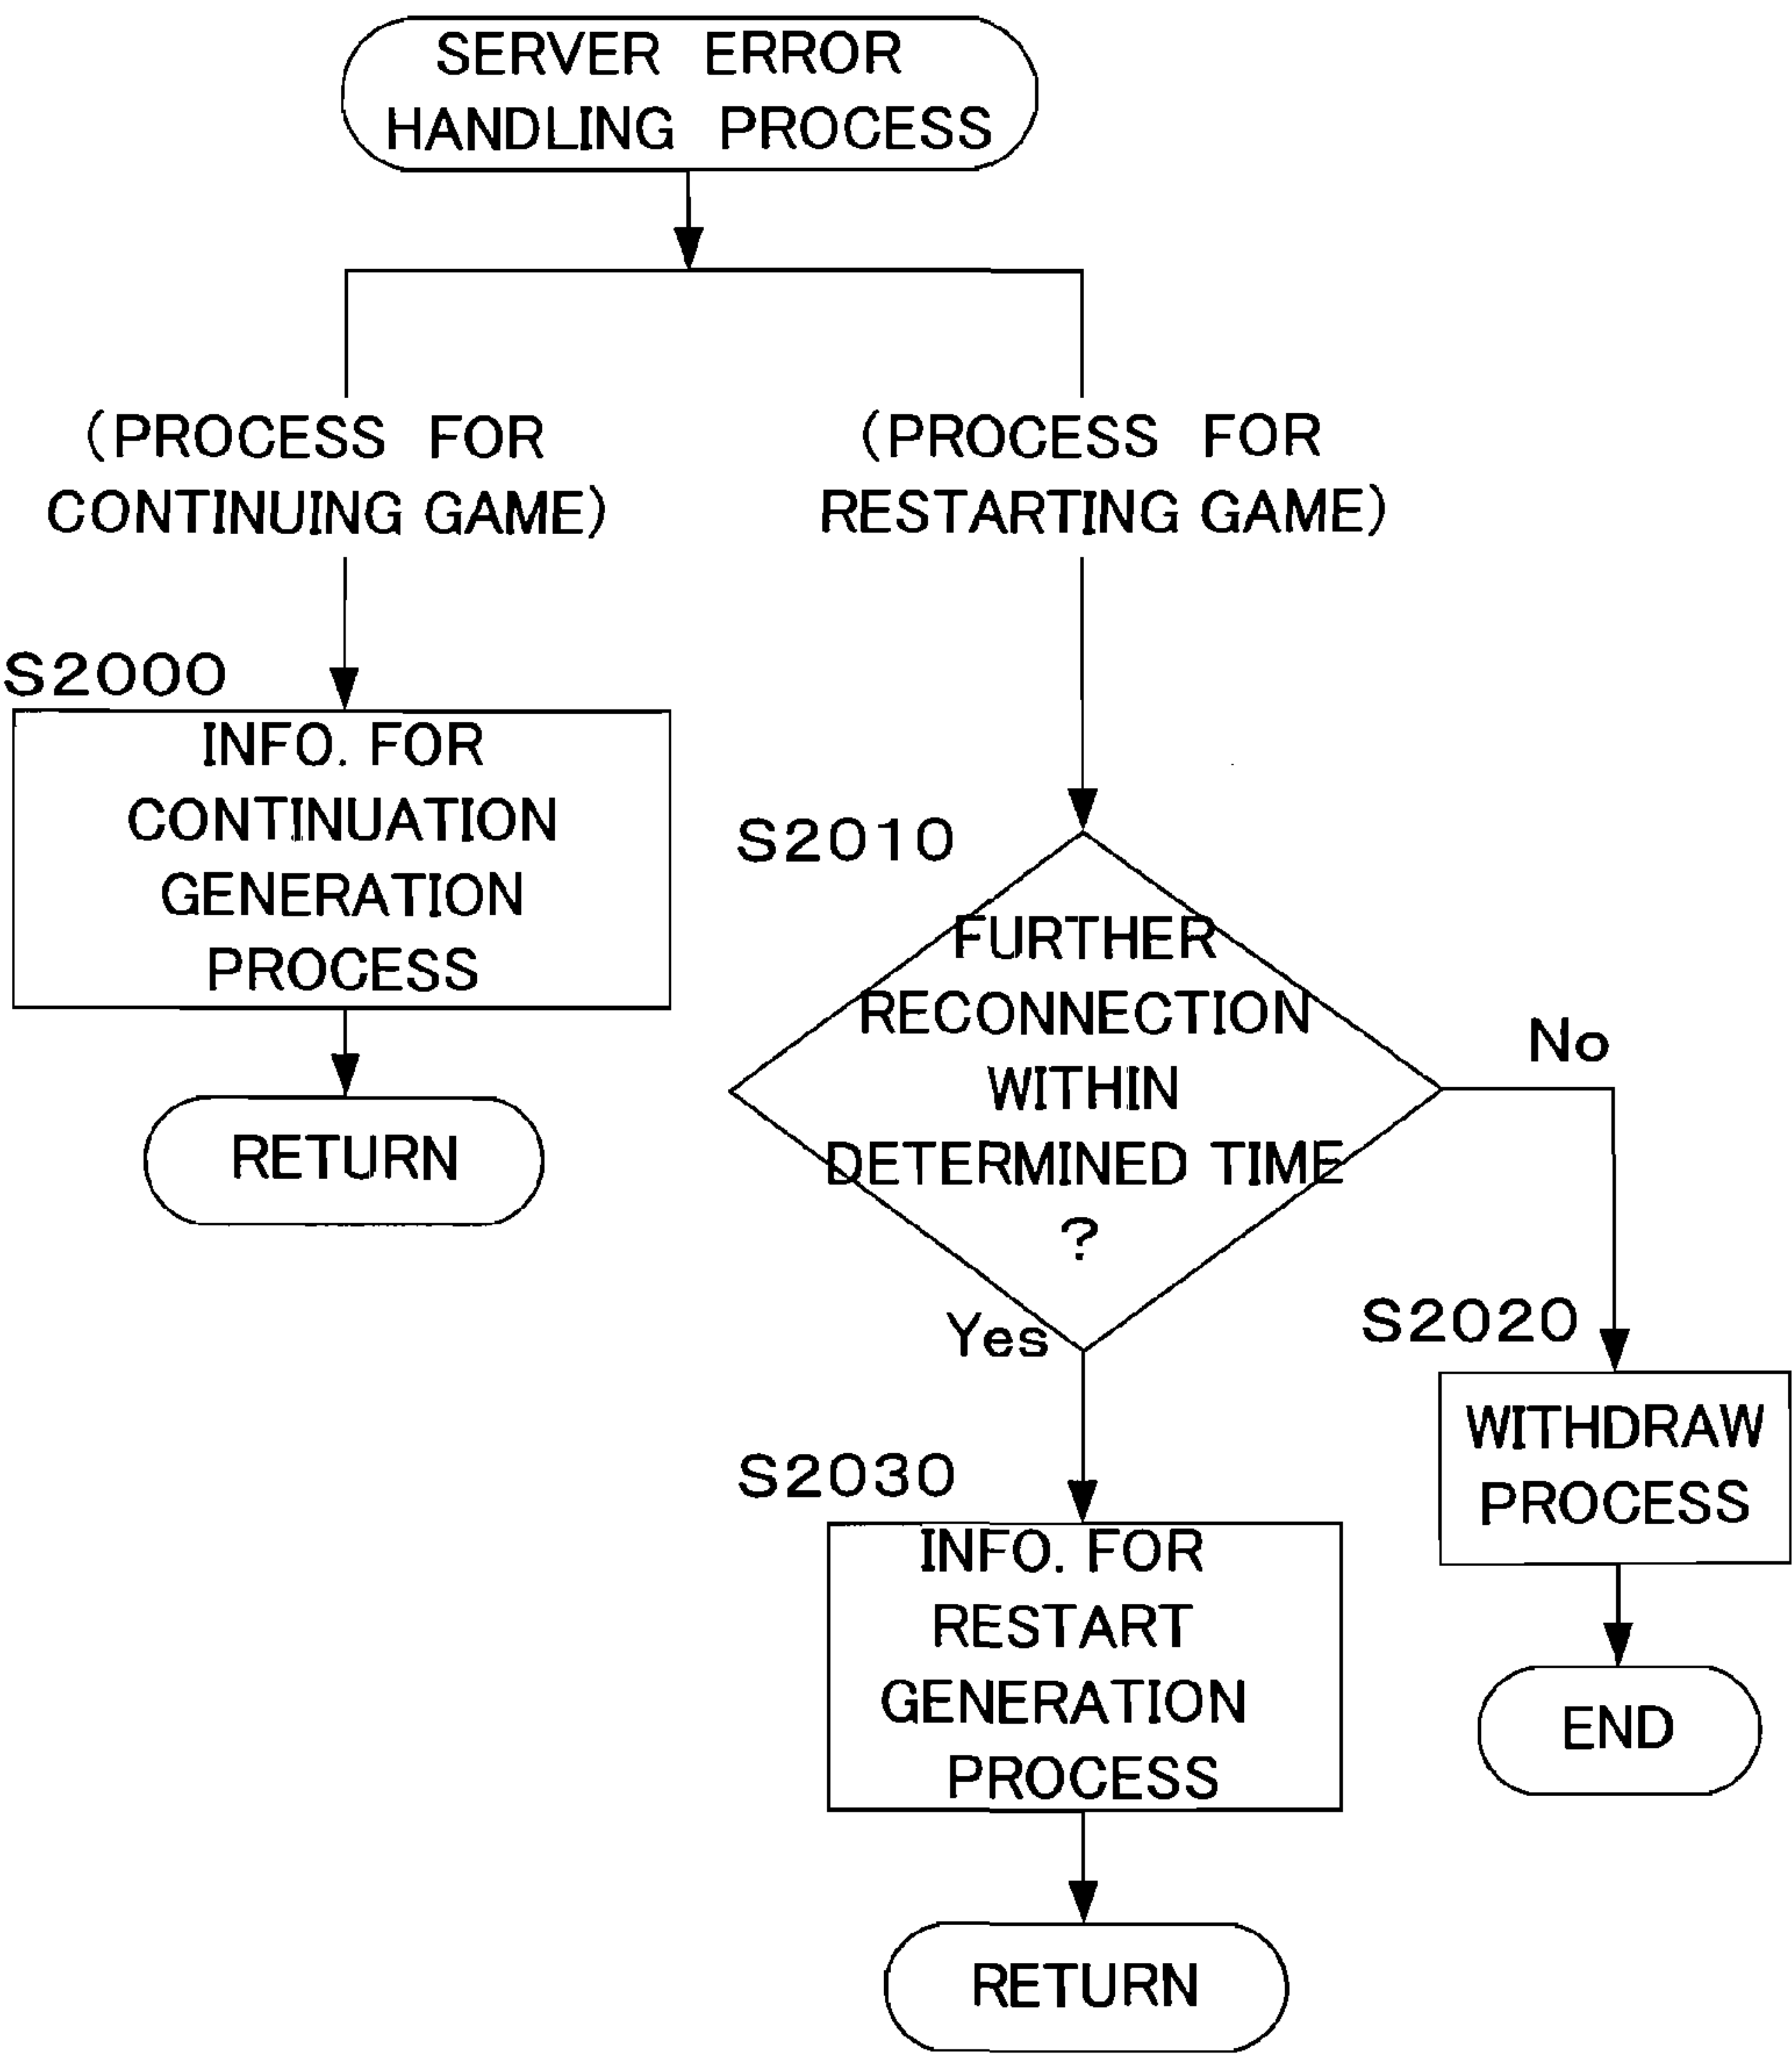 SERVER ERROR
HANDLING PROCESS
(PROCESS FOR
CONTINUING GAME)
(PROCESS FOR
RESTARTING GAME)
S2000
INFO. FOR
CONTINUATION
GENERATION
PROCESS
RETURN
S2010
FURTHER
RECONNECTION
WITHIN
DETERMINED TIME
?
No
Yes
S2020
WITHDRAW
PROCESS
END
S2030
INFO. FOR
RESTART
GENERATION
PROCESS
RETURN